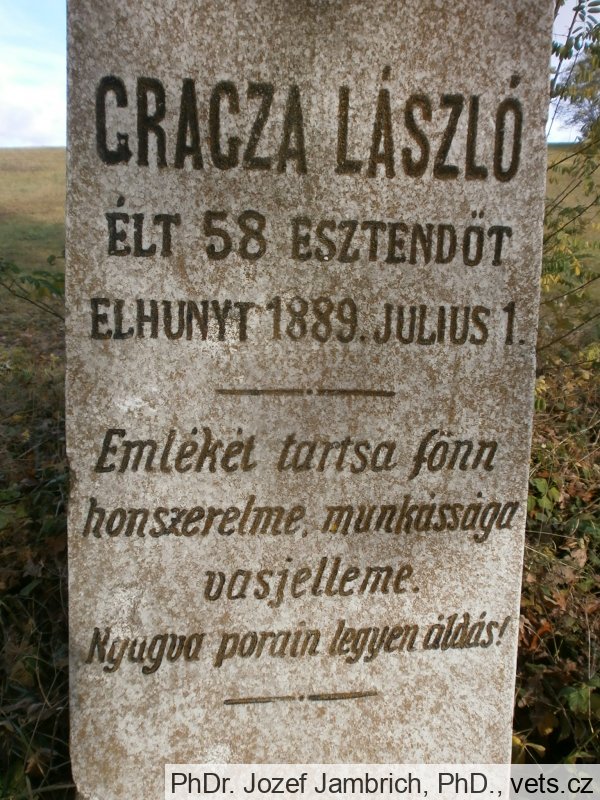 GRACZA LÁSZLÓ
ÉLT 58 ESZTENDŐT
ELHUNYT 1889. JULIUS 1.
Emlékét tartsa fönn
honszerelme, munkássága
vasjelleme.
Nyugva porain legyen áldás!
PhDr. Jozef Jambrich, PhD., vets.cz